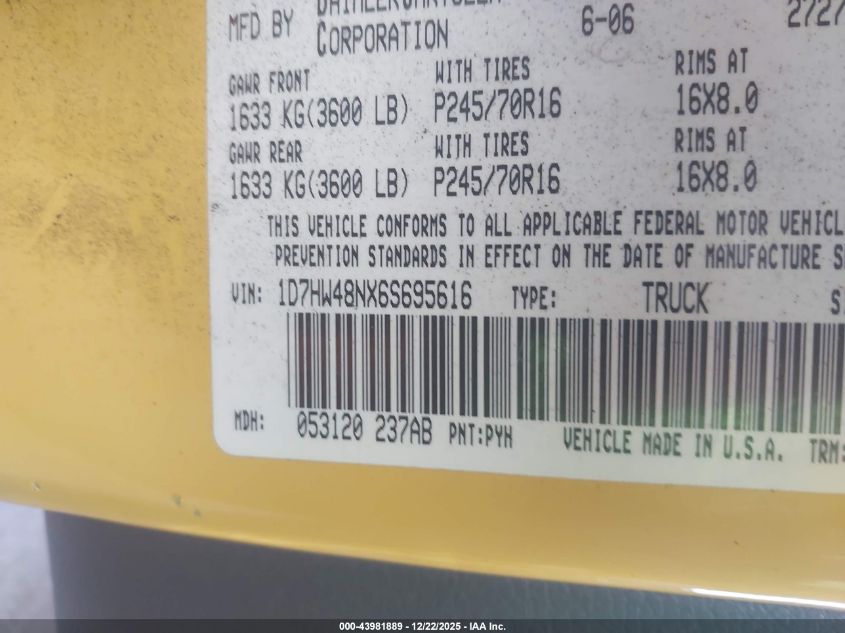 MFD BY DAIMLERCHRYSLER
CORPORATION 6-06 2727
GAWR FRONT WITH TIRES RIMS AT
1633 KG(3600 LB) P245/70R16 16X8.0
GAWR REAR WITH TIRES RIMS AT
1633 KG(3600 LB) P245/70R16 16X8.0
THIS VEHICLE CONFORMS TO ALL APPLICABLE FEDERAL MOTOR VEHICL
PREVENTION STANDARDS IN EFFECT ON THE DATE OF MANUFACTURE S
VIN: 1D7HW48NX6S695616 TYPE: TRUCK S
MDH: 053120 237AB PNT:PYH VEHICLE MADE IN U.S.A. TRM:
000-43981889 - 12/22/2025 - IAA Inc.